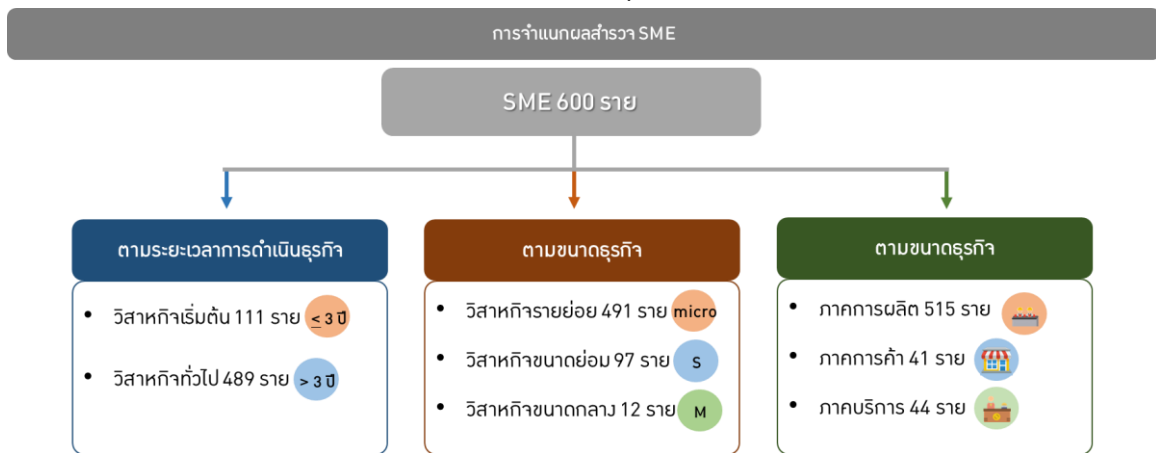 การจำแนกผลสำรวจ SME
SME 600 ราย
ตามระยะเวลาการดำเนินธุรกิจ
• วิสาหกิจเริ่มต้น 111 ราย ≤ 3 ปี
• วิสาหกิจทั่วไป 489 ราย > 3 ปี
ตามขนาดธุรกิจ
• วิสาหกิจรายย่อย 491 ราย micro
• วิสาหกิจขนาดย่อม 97 ราย S
• วิสาหกิจขนาดกลาง 12 ราย M
ตามขนาดธุรกิจ
• ภาคการผลิต 515 ราย
• ภาคการค้า 41 ราย
• ภาคบริการ 44 ราย